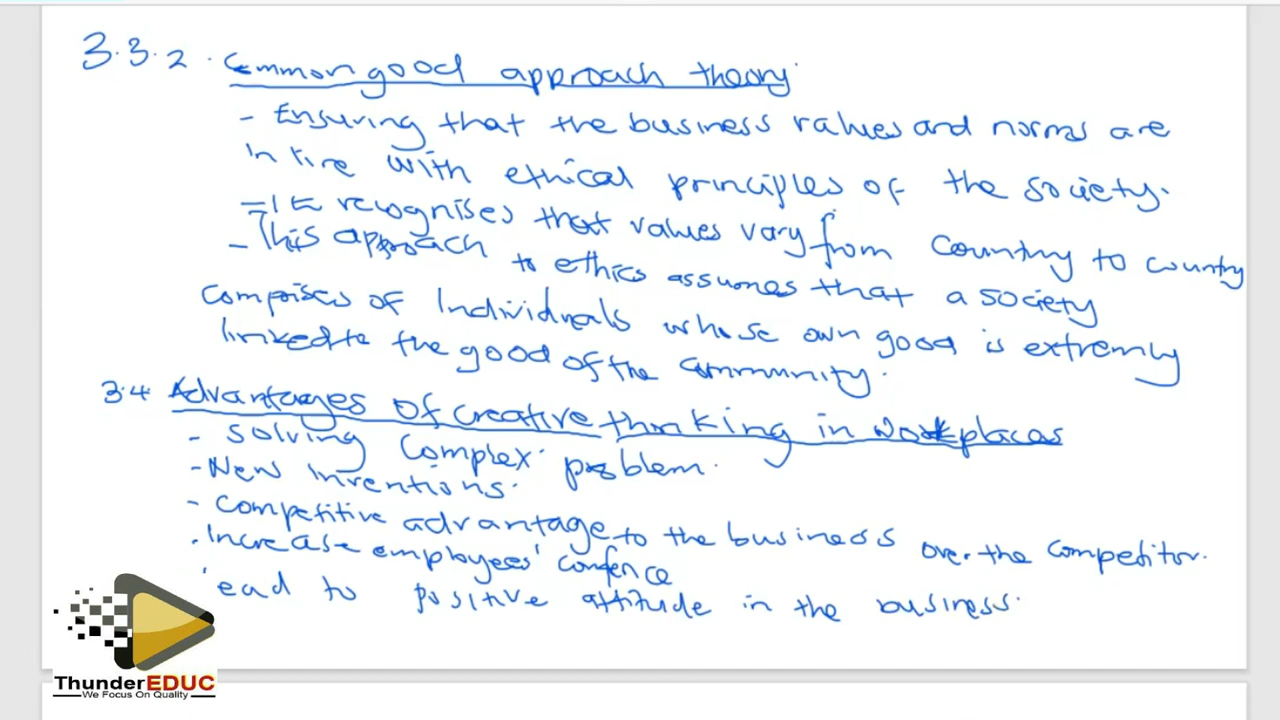 3.3.2. Common good approach theory
- Ensuring that the business values and norms are
in line with ethical principles of the society.
- It recognises that values vary from country to country
- This approach to ethics assumes that a society
comprises of individuals whose own good is extremly
linked to the good of the community.
3.4 Advantages of creative thinking in workplaces
- Solving complex problem.
- New inventions.
- Competitive advantage to the business over the competitor.
. Increase employees' confence
lead to positive attitude in the business.
ThunderEDUC
We Focus On Quality